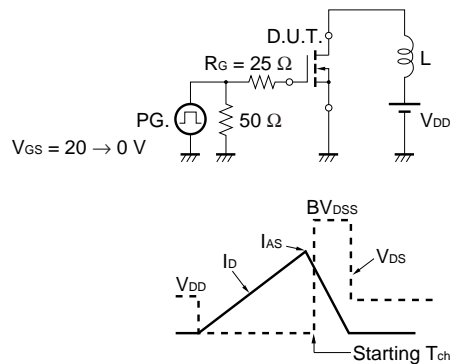 D.U.T.
RG = 25 Ω
L
PG.
50 Ω
VDD
VGS = 20 → 0 V
BVDSS
IAS
ID
VDS
VDD
Starting Tch